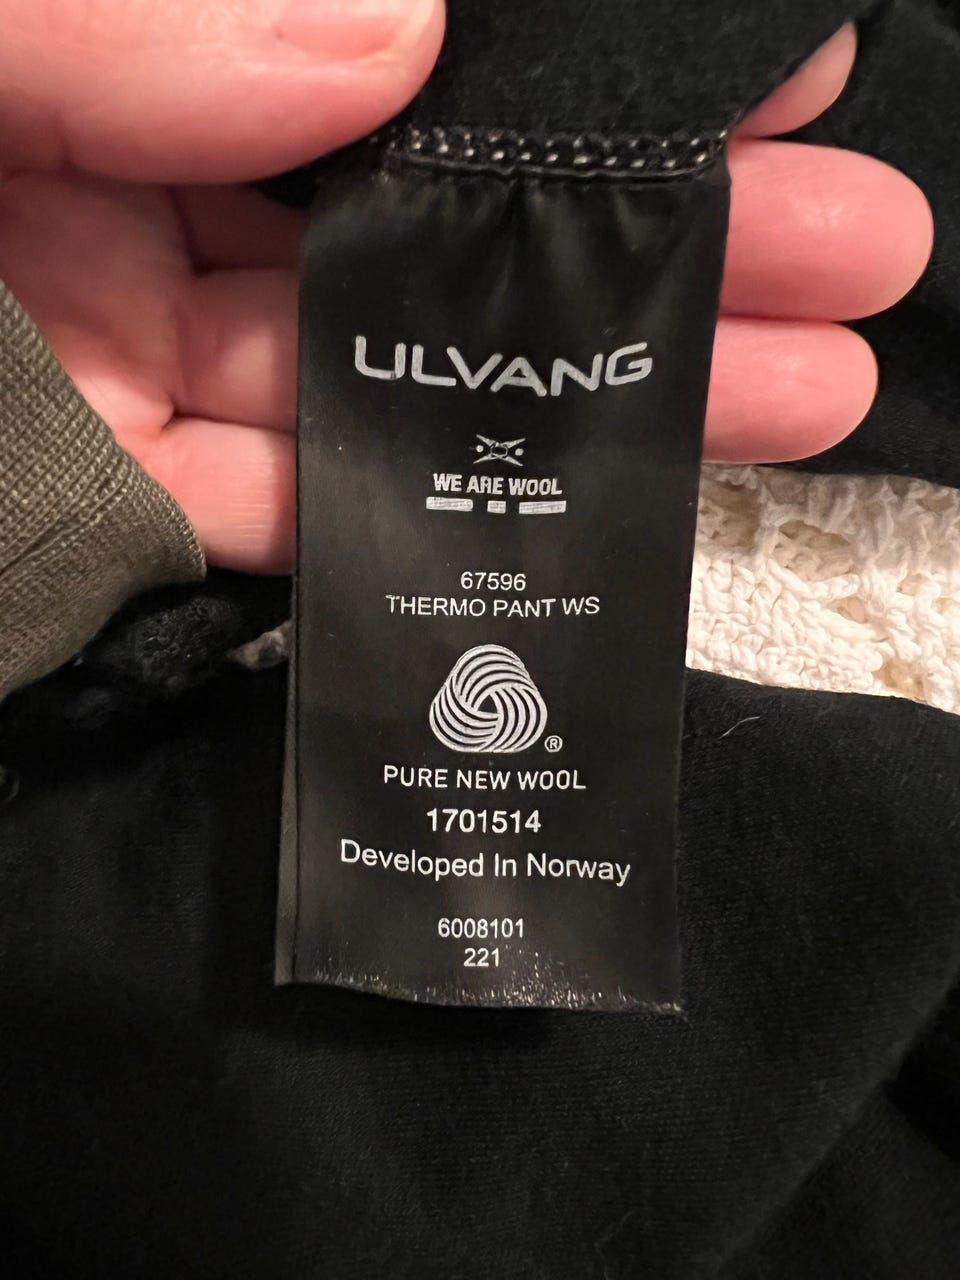 ULVANG
WE ARE WOOL
67596
THERMO PANT WS
®
PURE NEW WOOL
1701514
Developed In Norway
6008101
221